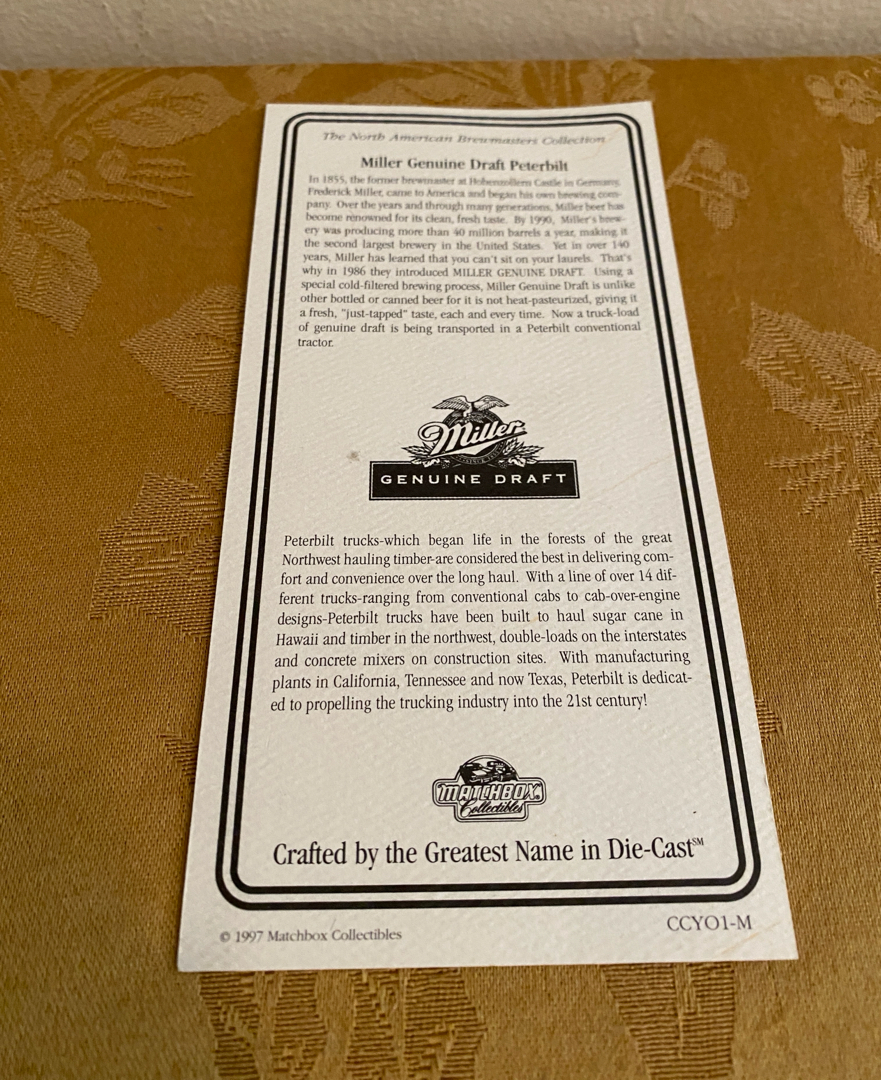 The North American Brewmasters Collection
Miller Genuine Draft Peterbilt
In 1855, the former brewmaster at Hohenzollern Castle in Germany,
Frederick Miller, came to America and began his own brewing com-
pany. Over the years and through many generations, Miller beer has
become renowned for its clean, fresh taste. By 1990, Miller's brew-
ery was producing more than 40 million barrels a year, making it
the second largest brewery in the United States. Yet in over 140
years, Miller has learned that you can't sit on your laurels. That's
why in 1986 they introduced MILLER GENUINE DRAFT. Using a
special cold-filtered brewing process, Miller Genuine Draft is unlike
other bottled or canned beer for it is not heat-pasteurized, giving it
a fresh, "just-tapped" taste, each and every time. Now a truck-load
of genuine draft is being transported in a Peterbilt conventional
tractor.
Miller
GENUINE DRAFT
Peterbilt trucks-which began life in the forests of the great
Northwest hauling timber-are considered the best in delivering com-
fort and convenience over the long haul. With a line of over 14 dif-
ferent trucks-ranging from conventional cabs to cab-over-engine
designs-Peterbilt trucks have been built to haul sugar cane in
Hawaii and timber in the northwest, double-loads on the interstates
and concrete mixers on construction sites. With manufacturing
plants in California, Tennessee and now Texas, Peterbilt is dedicat-
ed to propelling the trucking industry into the 21st century!
MATCHBOX
Collectibles
Crafted by the Greatest Name in Die-Cast℠
© 1997 Matchbox Collectibles
CCYO1-M